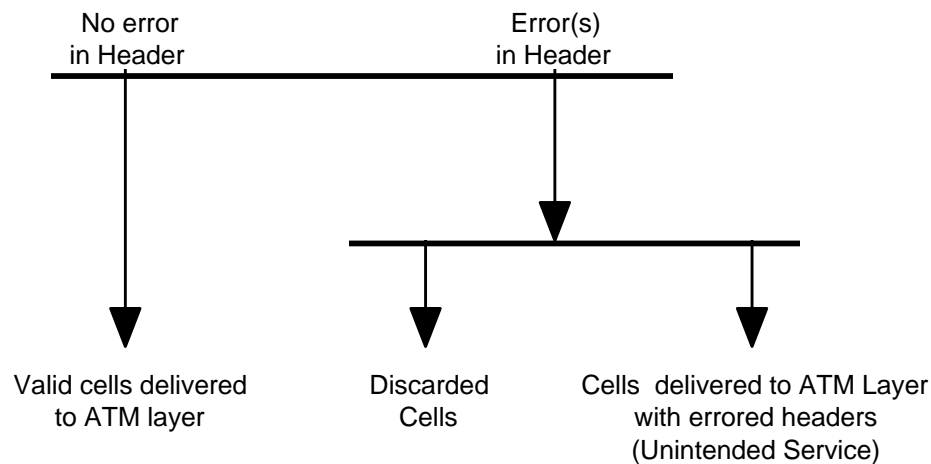 No error
in Header
Error(s)
in Header
Valid cells delivered
to ATM layer
Discarded
Cells
Cells delivered to ATM Layer
with errored headers
(Unintended Service)